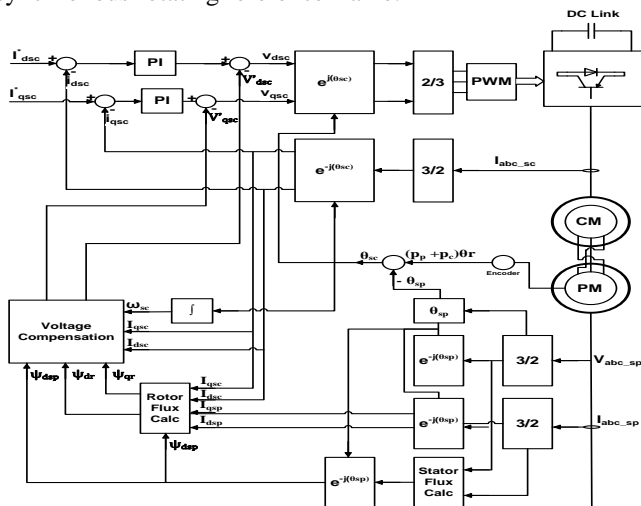 DC Link
I*dsc
+
+
PI
Vdsc
idsc
V'dsc
e^j(θsc)
2/3
PWM
I*qsc
+
PI
+
Vqsc
iqsc
V'qsc
e^-j(θsc)
3/2
Iabc_sc
CM
θsc
(pp +pc)θr
Encoder
PM
- θsp
Voltage
Compensation
ωsc
∫
θsp
Iqsc
Idsc
e^-j(θsp)
3/2
Vabc_sp
ψdsp
ψdr
ψqr
Rotor
Flux
Calc
Iqsc
Idsc
Iqsp
Idsp
e^-j(θsp)
3/2
Iabc_sp
ψdsp
e^-j(θsp)
Stator
Flux
Calc